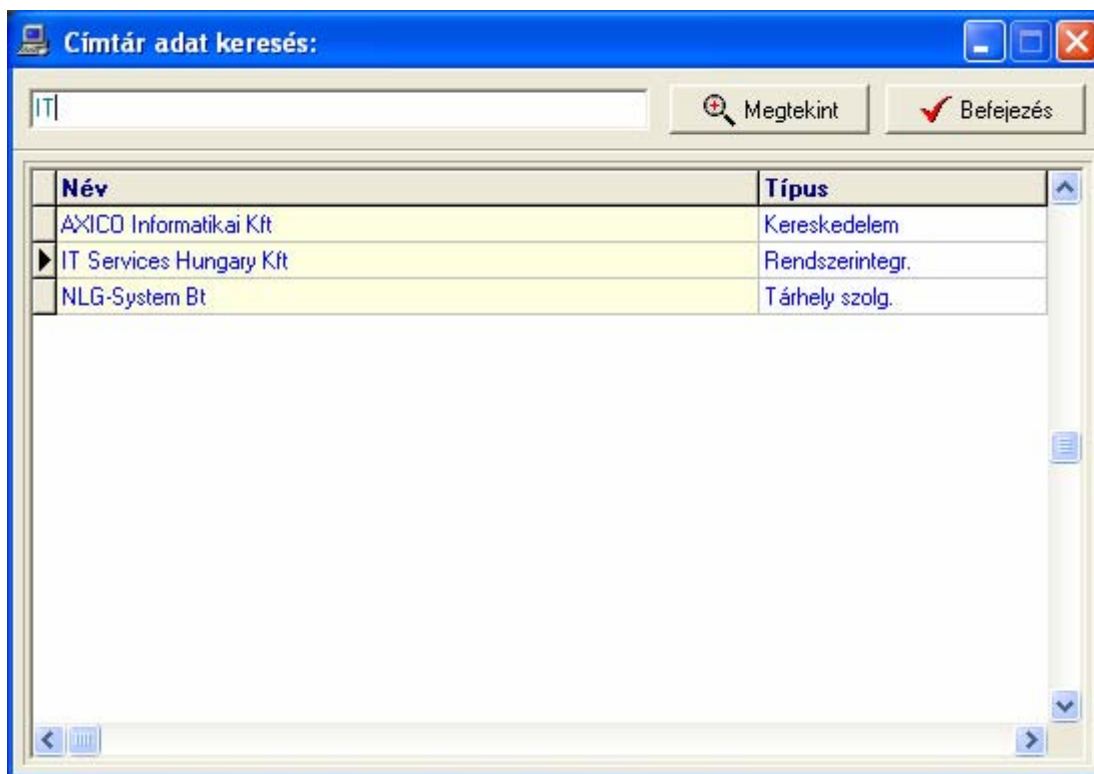 Címtár adat keresés:
IT Megtekint Befejezés
Név Típus
AXICO Informatikai Kft Kereskedelem
IT Services Hungary Kft Rendszerintegr.
NLG-System Bt Tárhely szolg.